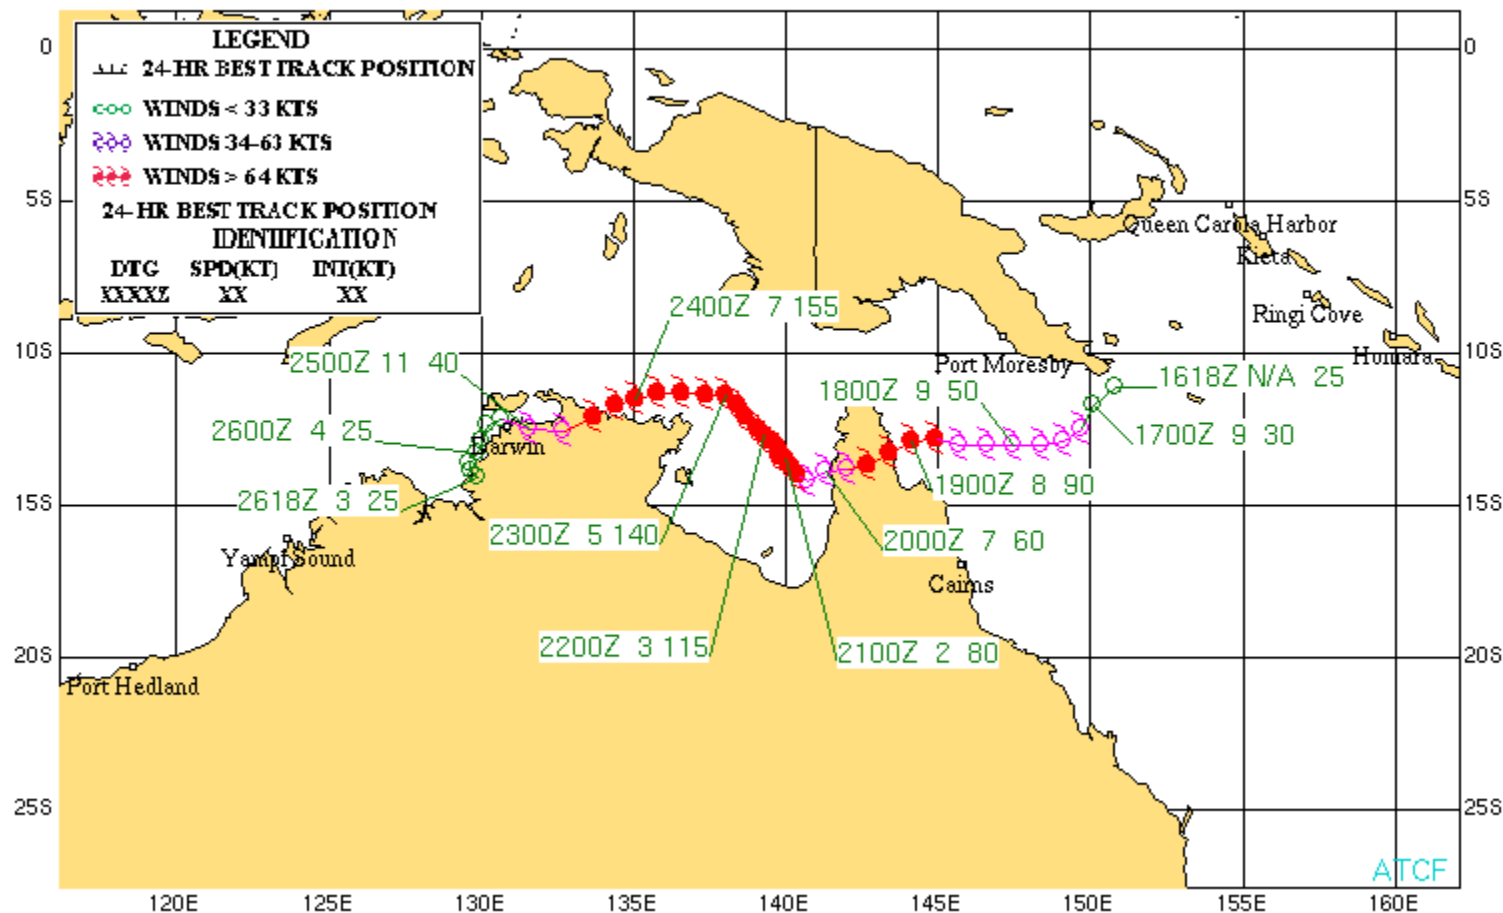 LEGEND
24-HR BEST TRACK POSITION
WINDS < 33 KTS
WINDS 34-63 KTS
WINDS > 64 KTS
24-HR BEST TRACK POSITION
IDENTIFICATION
DTG SPD(KT) INT(KT)
XXXXZ XX XX
0 0
5S 5S
Queen Carola Harbor
Kieta
2400Z 7 155
Ringi Cove
10S 10S
2500Z 11 40
Port Moresby
Honiara
1800Z 9 50
1618Z N/A 25
2600Z 4 25
Darwin
1700Z 9 30
1900Z 8 90
2618Z 3 25
15S 15S
2300Z 5 140
2000Z 7 60
Yampi Sound
Cairns
2200Z 3 115
2100Z 2 80
20S 20S
Port Hedland
25S 25S
ATCF
120E 125E 130E 135E 140E 145E 150E 155E 160E